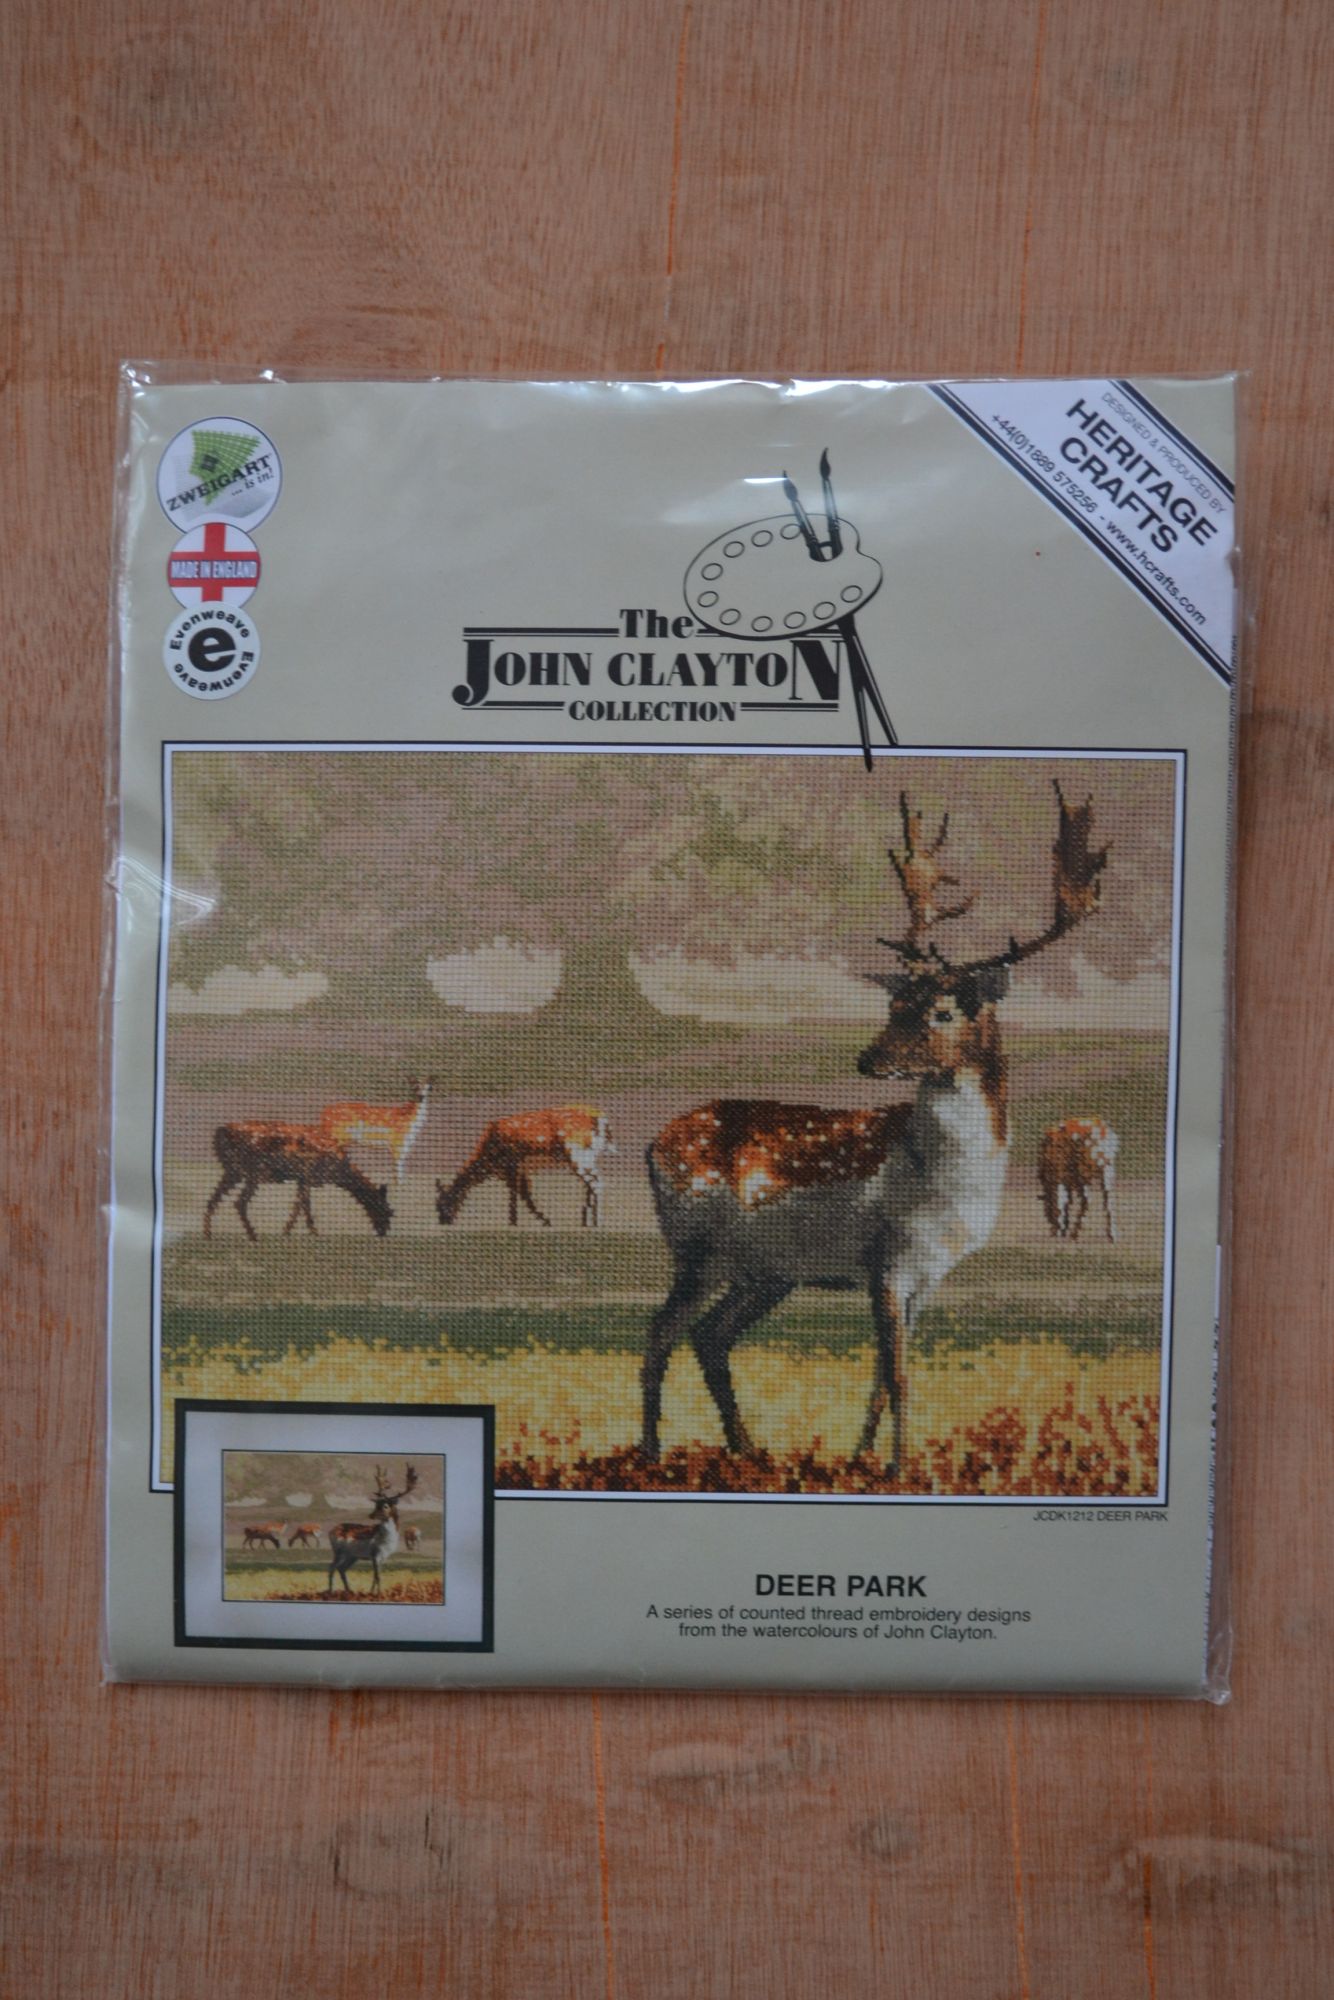 ZWEIGART
... is in!
MADE IN ENGLAND
Evenweave Evenweave
e
DESIGNED & PRODUCED BY
HERITAGE
CRAFTS
+44(0)1889 575256 - www.hcrafts.com
The
JOHN CLAYTON
COLLECTION
JCDK1212 DEER PARK
DEER PARK
A series of counted thread embroidery designs
from the watercolours of John Clayton.